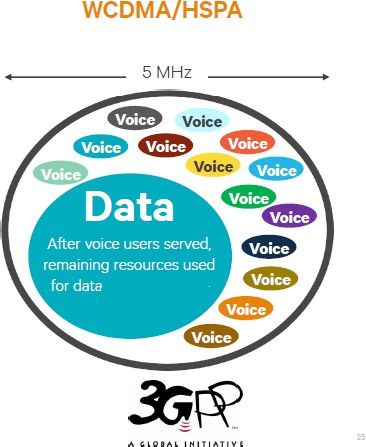 WCDMA/HSPA
5 MHz
Voice
Voice
Voice
Voice
Voice
Voice
Voice
Voice
Voice
Voice
Voice
Voice
Voice
Voice
Data
After voice users served,
remaining resources used
for data
3GPP
A GLOBAL INITIATIVE
25